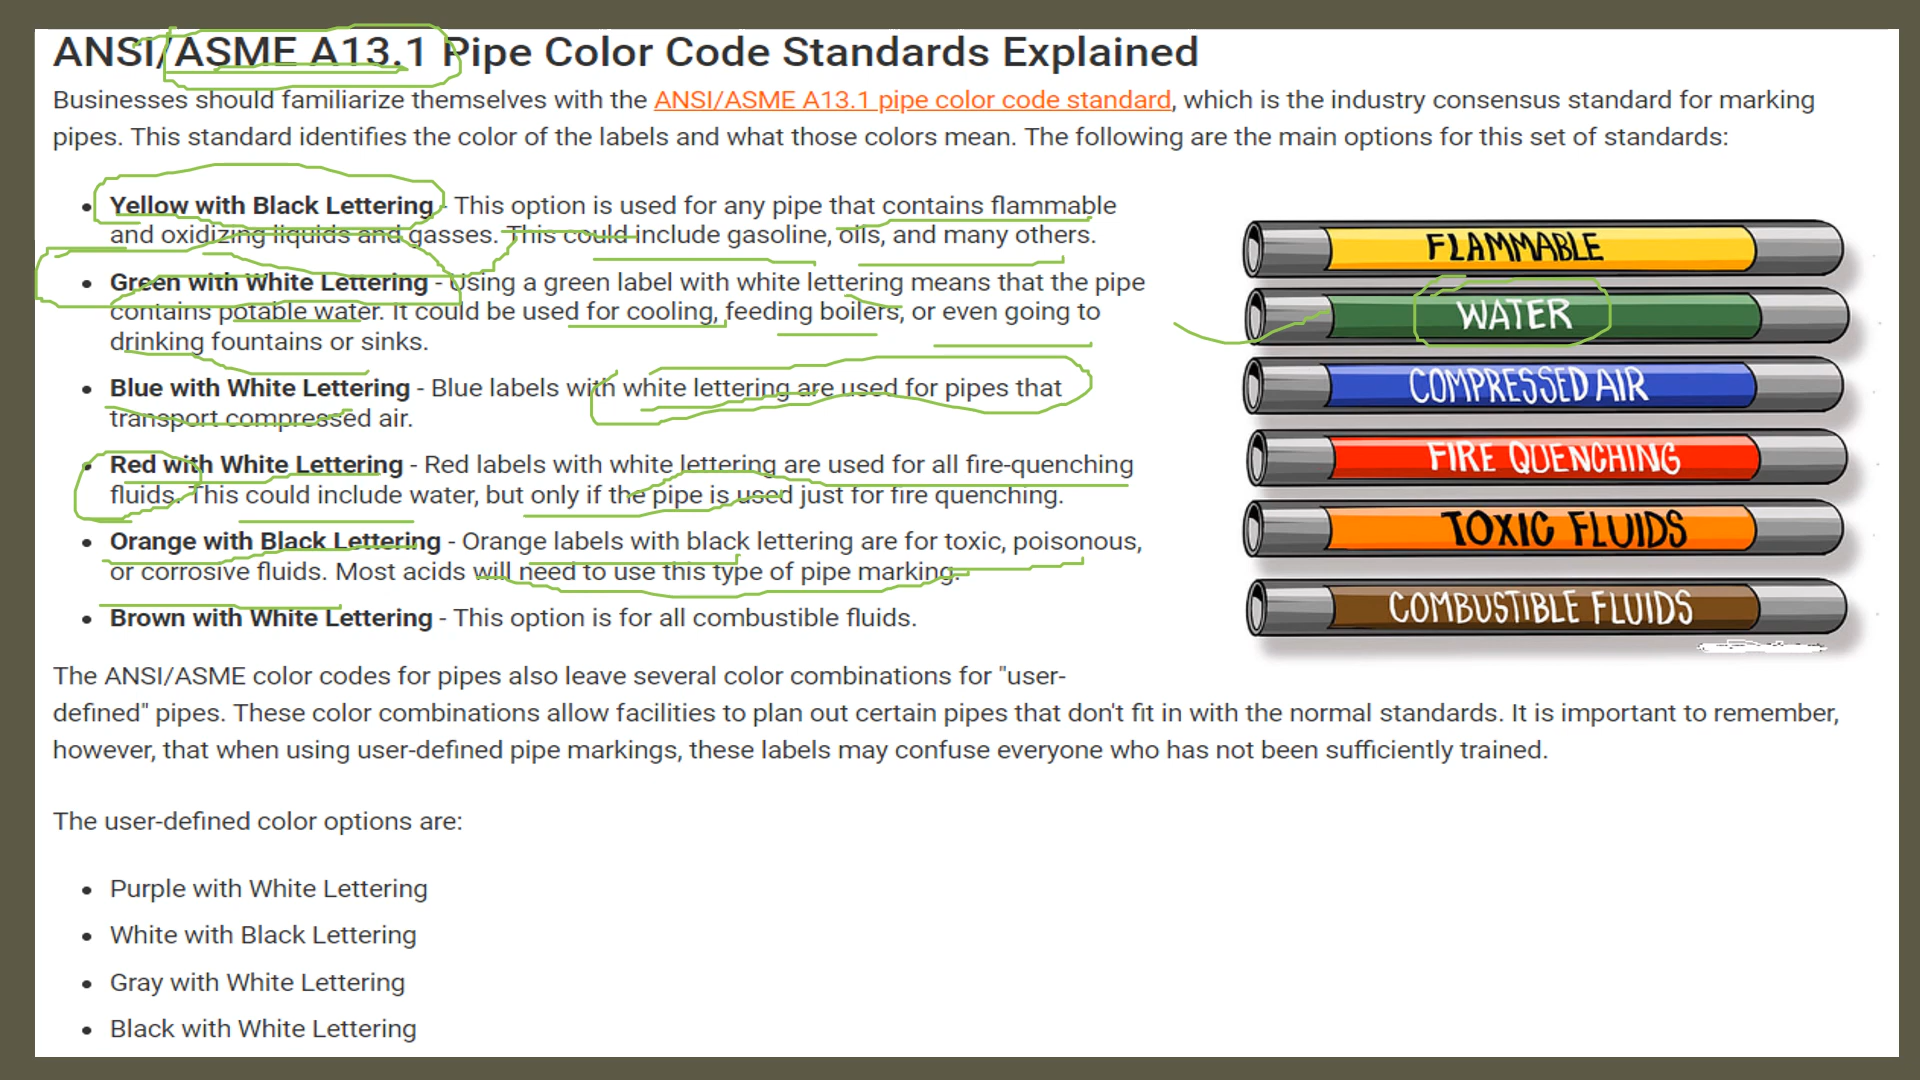 ANSI/ASME A13.1 Pipe Color Code Standards Explained
Businesses should familiarize themselves with the ANSI/ASME A13.1 pipe color code standard, which is the industry consensus standard for marking
pipes. This standard identifies the color of the labels and what those colors mean. The following are the main options for this set of standards:
Yellow with Black Lettering - This option is used for any pipe that contains flammable
and oxidizing liquids and gasses. This could include gasoline, oils, and many others.
Green with White Lettering - Using a green label with white lettering means that the pipe
contains potable water. It could be used for cooling, feeding boilers, or even going to
drinking fountains or sinks.
Blue with White Lettering - Blue labels with white lettering are used for pipes that
transport compressed air.
Red with White Lettering - Red labels with white lettering are used for all fire-quenching
fluids. This could include water, but only if the pipe is used just for fire quenching.
Orange with Black Lettering - Orange labels with black lettering are for toxic, poisonous,
or corrosive fluids. Most acids will need to use this type of pipe marking.
Brown with White Lettering - This option is for all combustible fluids.
FLAMMABLE
WATER
COMPRESSED AIR
FIRE QUENCHING
TOXIC FLUIDS
COMBUSTIBLE FLUIDS
The ANSI/ASME color codes for pipes also leave several color combinations for "user-
defined" pipes. These color combinations allow facilities to plan out certain pipes that don't fit in with the normal standards. It is important to remember,
however, that when using user-defined pipe markings, these labels may confuse everyone who has not been sufficiently trained.
The user-defined color options are:
Purple with White Lettering
White with Black Lettering
Gray with White Lettering
Black with White Lettering